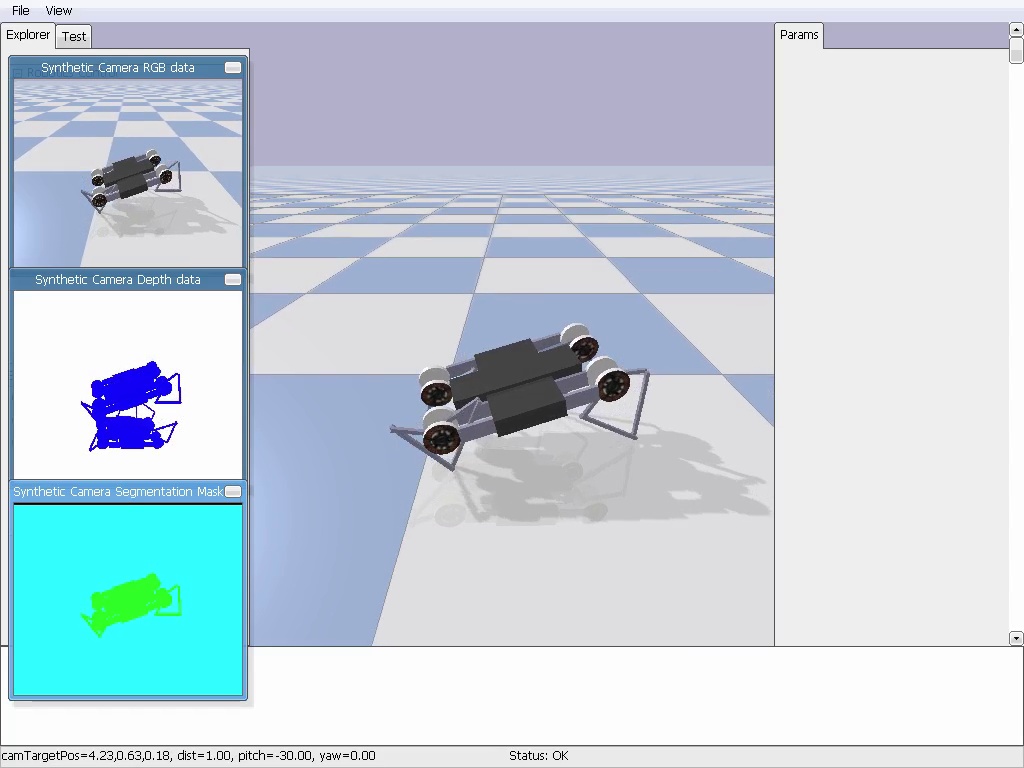 File View
Explorer Test
Params
Synthetic Camera RGB data
Synthetic Camera Depth data
Synthetic Camera Segmentation Mask
camTargetPos=4.23,0.63,0.18, dist=1.00, pitch=-30.00, yaw=0.00
Status: OK